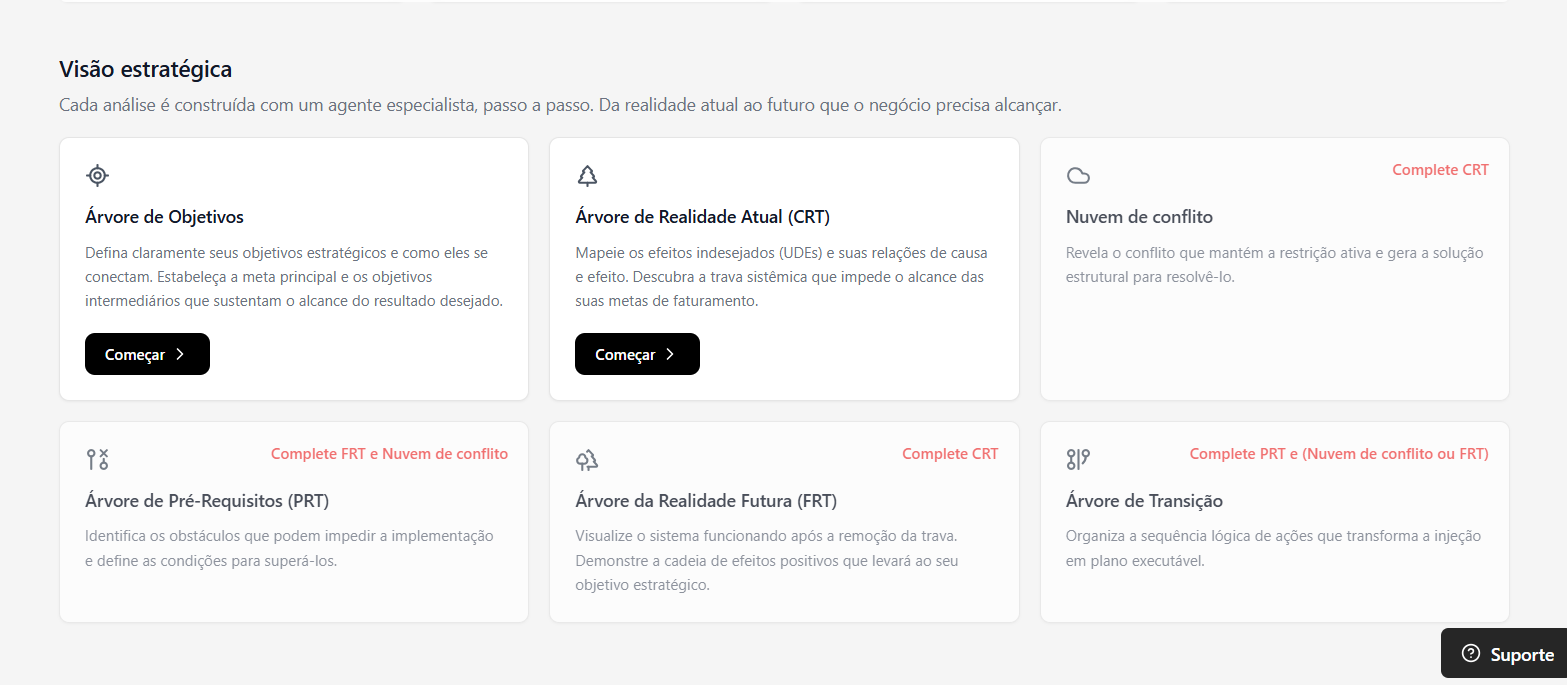 Visão estratégica
Cada análise é construída com um agente especialista, passo a passo. Da realidade atual ao futuro que o negócio precisa alcançar.
Árvore de Objetivos
Defina claramente seus objetivos estratégicos e como eles se
conectam. Estabeleça a meta principal e os objetivos
intermediários que sustentam o alcance do resultado desejado.
Começar
Árvore de Realidade Atual (CRT)
Mapeie os efeitos indesejados (UDEs) e suas relações de causa
e efeito. Descubra a trava sistêmica que impede o alcance das
suas metas de faturamento.
Começar
Complete CRT
Nuvem de conflito
Revela o conflito que mantém a restrição ativa e gera a solução
estrutural para resolvê-lo.
Complete FRT e Nuvem de conflito
Árvore de Pré-Requisitos (PRT)
Identifica os obstáculos que podem impedir a implementação
e define as condições para superá-los.
Complete CRT
Árvore da Realidade Futura (FRT)
Visualize o sistema funcionando após a remoção da trava.
Demonstre a cadeia de efeitos positivos que levará ao seu
objetivo estratégico.
Complete PRT e (Nuvem de conflito ou FRT)
Árvore de Transição
Organiza a sequência lógica de ações que transforma a injeção
em plano executável.
Suporte